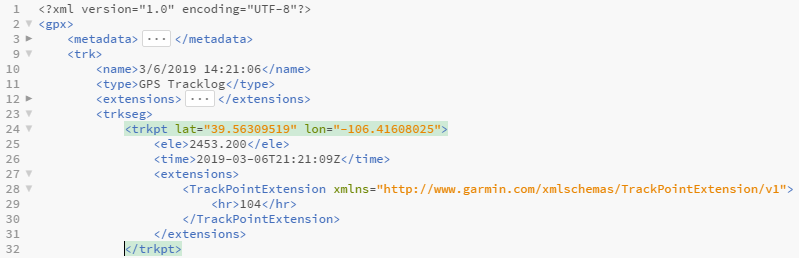 1 <?xml version="1.0" encoding="UTF-8"?>
2 <gpx>
3 <metadata> ... </metadata>
9 <trk>
10 <name>3/6/2019 14:21:06</name>
11 <type>GPS Tracklog</type>
12 <extensions> ... </extensions>
23 <trkseg>
24 <trkpt lat="39.56309519" lon="-106.41608025">
25 <ele>2453.200</ele>
26 <time>2019-03-06T21:21:09Z</time>
27 <extensions>
28 <TrackPointExtension xmlns="http://www.garmin.com/xmlschemas/TrackPointExtension/v1">
29 <hr>104</hr>
30 </TrackPointExtension>
31 </extensions>
32 </trkpt>